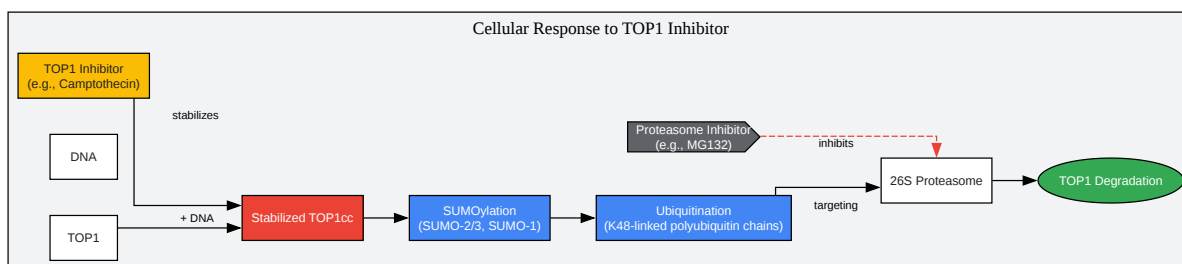 Cellular Response to TOP1 Inhibitor
TOP1 Inhibitor
(e.g., Camptothecin)
stabilizes
DNA
Proteasome Inhibitor
(e.g., MG132)
inhibits
26S Proteasome
TOP1 Degradation
TOP1
+ DNA
Stabilized TOP1cc
SUMOylation
(SUMO-2/3, SUMO-1)
Ubiquitination
(K48-linked polyubiquitin chains)
targeting